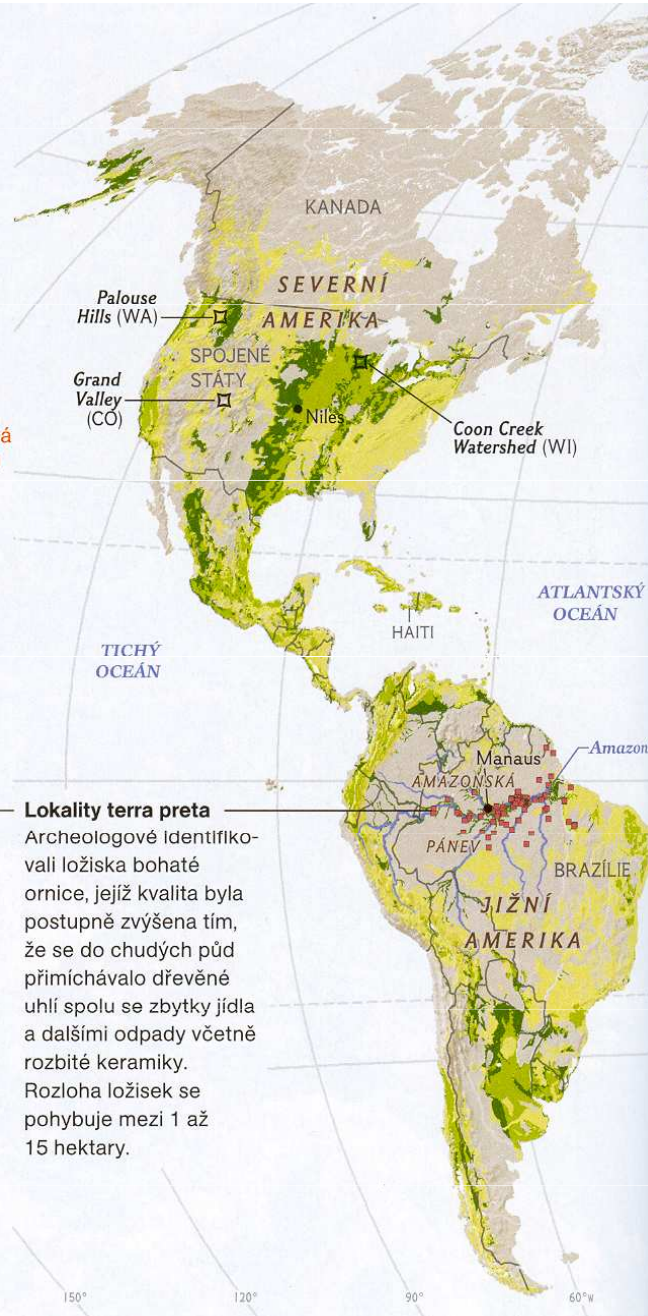 KANADA
SEVERNÍ
AMERIKA
Palouse
Hills (WA)
SPOJENÉ
STÁTY
Grand
Valley
(CO)
Niles
Coon Creek
Watershed (WI)
á
ATLANTSKÝ
OCEÁN
HAITI
TICHÝ
OCEÁN
Manaus
Amazon
AMAZONSKÁ
PÁNEV
BRAZÍLIE
JIŽNÍ
AMERIKA
Lokality terra preta
Archeologové identifiko-
vali ložiska bohaté
ornice, jejíž kvalita byla
postupně zvýšena tím,
že se do chudých půd
přimíchávalo dřevěné
uhlí spolu se zbytky jídla
a dalšími odpady včetně
rozbité keramiky.
Rozloha ložisek se
pohybuje mezi 1 až
15 hektary.
150°
120°
90°
60°W